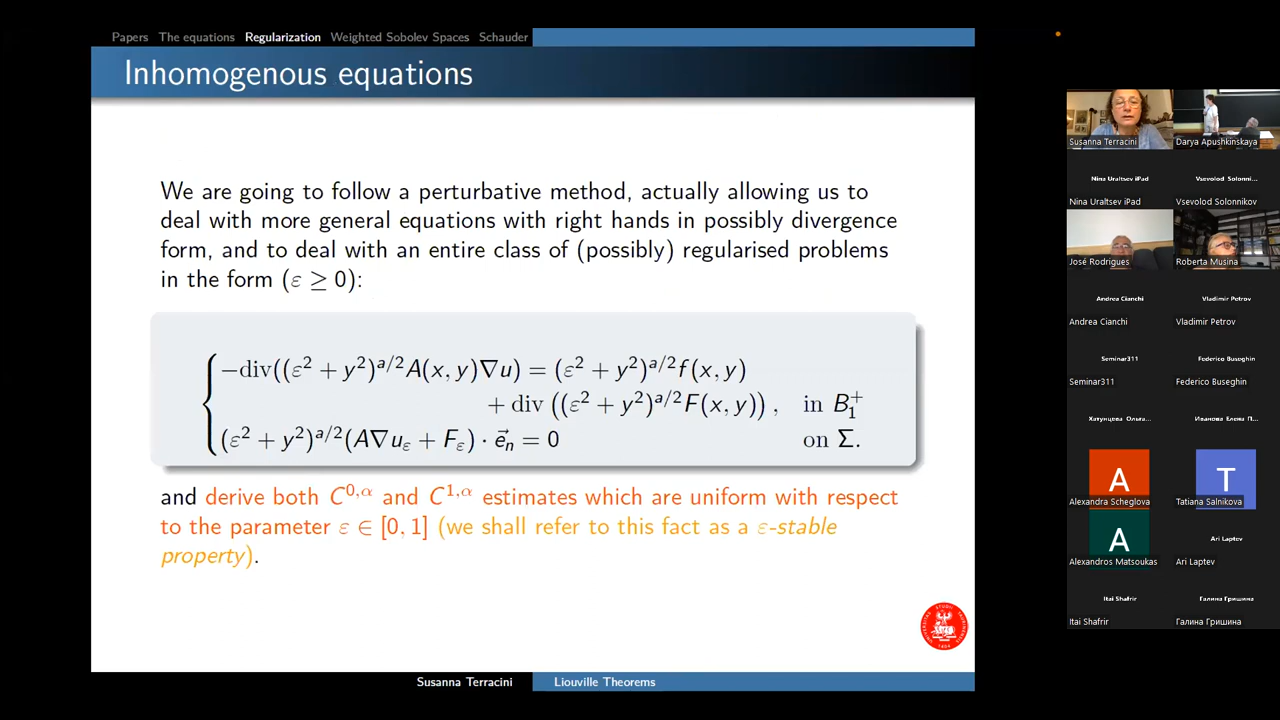 Papers The equations Regularization Weighted Sobolev Spaces Schauder
Inhomogenous equations
We are going to follow a perturbative method, actually allowing us to
deal with more general equations with right hands in possibly divergence
form, and to deal with an entire class of (possibly) regularised problems
in the form (ε ≥ 0):
−div((ε² + y²)^{a/2}A(x, y)∇u) = (ε² + y²)^{a/2}f(x, y)
+ div ((ε² + y²)^{a/2}F(x, y)) , in B₁⁺
(ε² + y²)^{a/2}(A∇u_ε + F_ε) · e⃗_n = 0 on Σ.
and derive both C^{0,α} and C^{1,α} estimates which are uniform with respect
to the parameter ε ∈ [0, 1] (we shall refer to this fact as a ε-stable
property).
Susanna Terracini Liouville Theorems
Susanna Terracini
Darya Apushkinskaya
Nina Uraltsev iPad
Vsevolod Solonni...
Nina Uraltsev iPad
Vsevolod Solonnikov
José Rodrigues
Roberta Musina
Andrea Cianchi
Vladimir Petrov
Andrea Cianchi
Vladimir Petrov
Seminar311
Federico Buseghin
Seminar311
Federico Buseghin
Хатунцева Ольга...
Иванова Елена П...
A
T
Alexandra Scheglova
Tatiana Salnikova
A
Ari Laptev
Alexandros Matsoukas
Ari Laptev
Itai Shafrir
Галина Гришина
Itai Shafrir
Галина Гришина